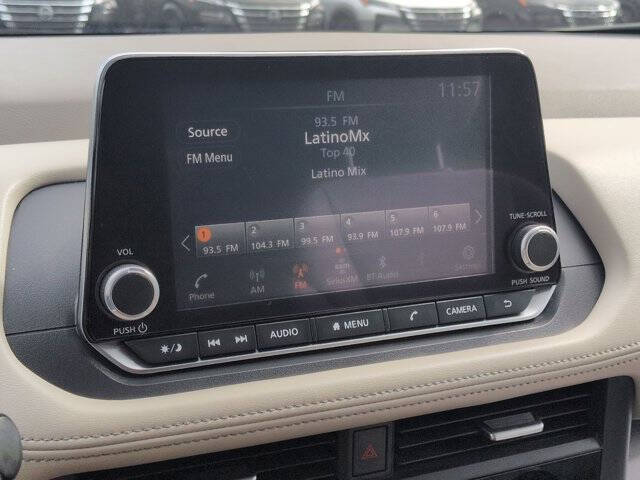 FM
11:57
93.5 FM
Source
LatinoMx
Top 40
FM Menu
Latino Mix
1 2 3 4 5 6
93.5 FM 104.3 FM 99.5 FM 93.9 FM 107.9 FM 107.9 FM
Phone AM FM SiriusXM BT-Audio Settings
VOL
PUSH
TUNE-SCROLL
PUSH SOUND
AUDIO MENU CAMERA